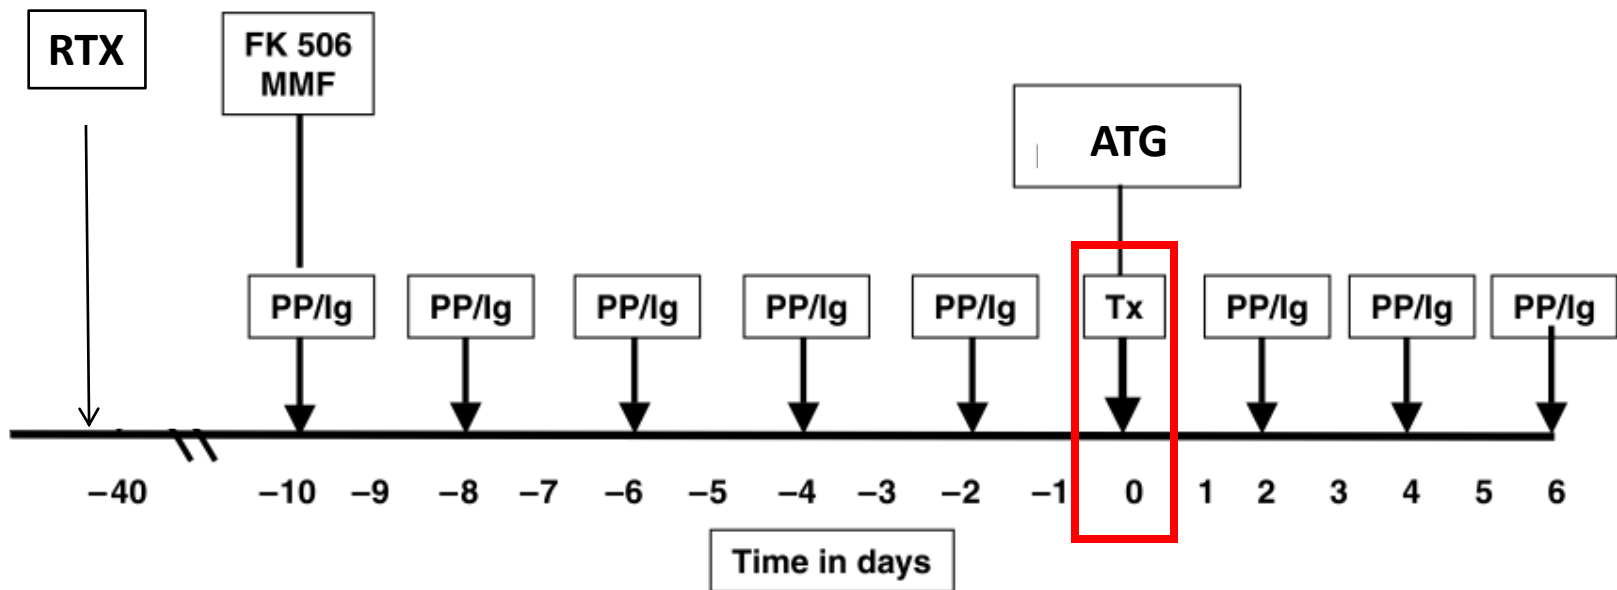 RTX
FK 506
MMF
ATG
PP/Ig PP/Ig PP/Ig PP/Ig PP/Ig Tx PP/Ig PP/Ig PP/Ig
–40 –10 –9 –8 –7 –6 –5 –4 –3 –2 –1 0 1 2 3 4 5 6
Time in days